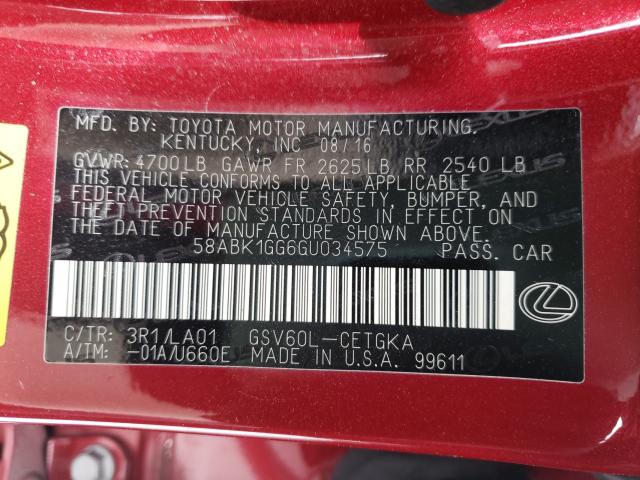 MFD. BY TOYOTA MOTOR MANUFACTURING.
KENTUCKY, INC 08/16
GVWR: 4700LB GAWR FR 2625LB RR 2540 LB
THIS VEHICLE CONFORMS TO ALL APPLICABLE
FEDERAL MOTOR VEHICLE SAFETY, BUMPER, AND
THEFT PREVENTION STANDARDS IN EFFECT ON
THE DATE OF MANUFACTURE SHOWN ABOVE.
58ABK1GG6GU034575 PASS. CAR
C/TR: 3R1/LA01 GSV60L-CETGKA
A/TM: -01A/U660E MADE IN U.S.A. 99611